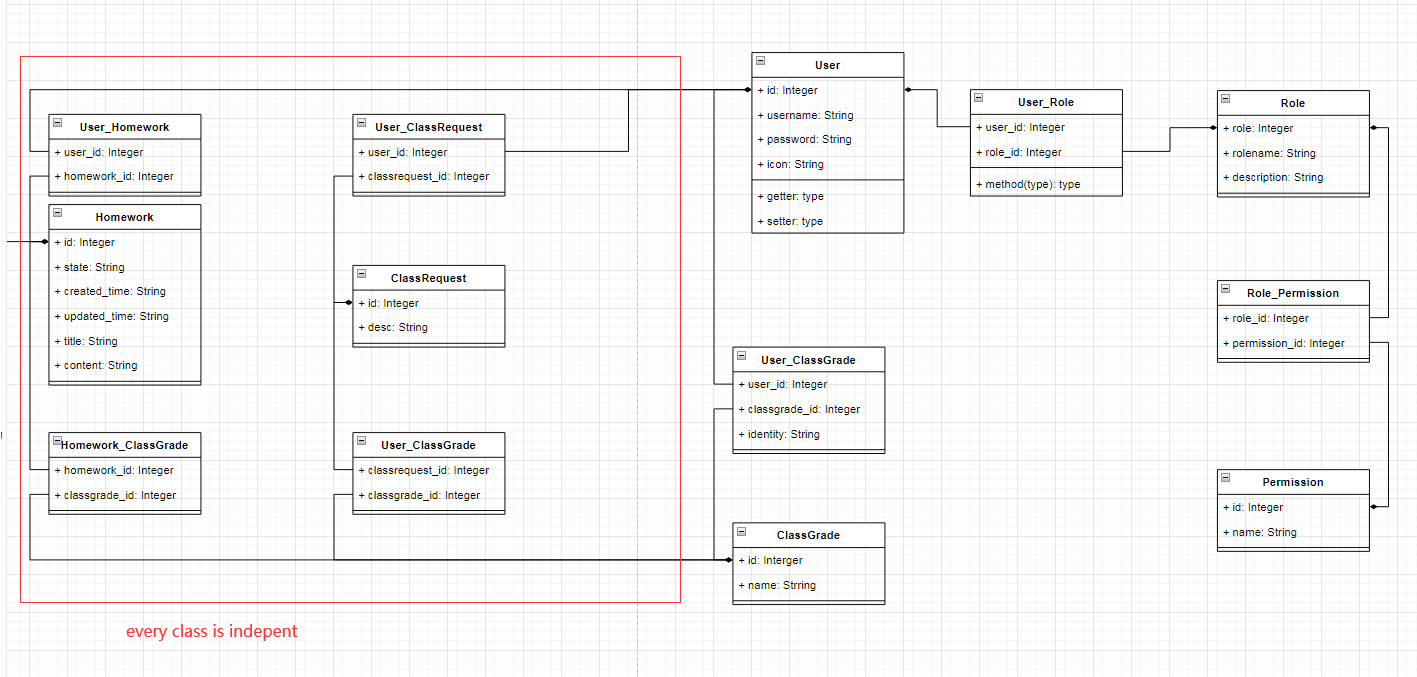 User
+ id: Integer
+ username: String
+ password: String
+ icon: String
+ getter: type
+ setter: type
User_Role
+ user_id: Integer
+ role_id: Integer
+ method(type): type
Role
+ role: Integer
+ rolename: String
+ description: String
User_Homework
+ user_id: Integer
+ homework_id: Integer
User_ClassRequest
+ user_id: Integer
+ classrequest_id: Integer
Homework
+ id: Integer
+ state: String
+ created_time: String
+ updated_time: String
+ title: String
+ content: String
ClassRequest
+ id: Integer
+ desc: String
Role_Permission
+ role_id: Integer
+ permission_id: Integer
User_ClassGrade
+ user_id: Integer
+ classgrade_id: Integer
+ identity: String
Homework_ClassGrade
+ homework_id: Integer
+ classgrade_id: Integer
User_ClassGrade
+ classrequest_id: Integer
+ classgrade_id: Integer
Permission
+ id: Integer
+ name: String
ClassGrade
+ id: Interger
+ name: Strring
every class is indepent